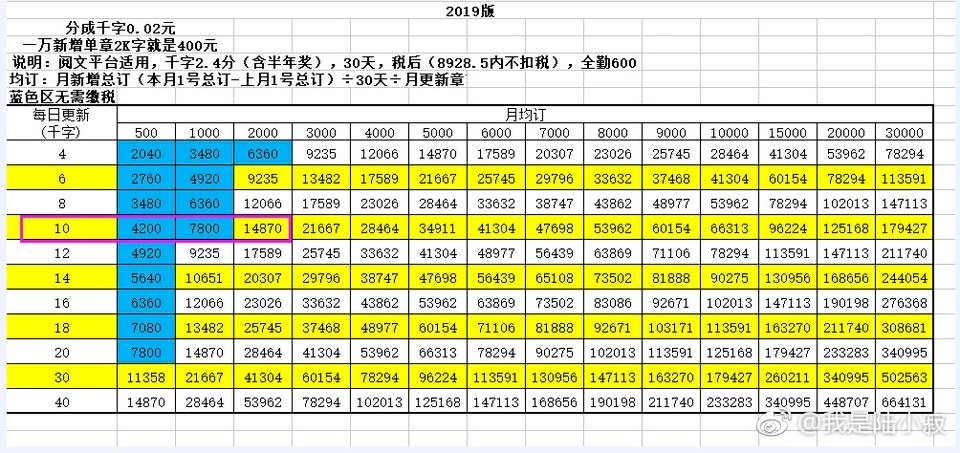 2019版
分成千字0.02元
一万新增单章2K字就是400元
说明：阅文平台适用，千字2.4分（含半年奖），30天，税后（8928.5内不扣税），全勤600
均订：月新增总订（本月1号总订-上月1号总订）÷30天÷月更新章
蓝色区无需缴税
每日更新（千字） 月均订
500 1000 2000 3000 4000 5000 6000 7000 8000 9000 10000 15000 20000 30000
4 2040 3480 6360 9235 12066 14870 17589 20307 23026 25745 28464 41304 53962 78294
6 2760 4920 9235 13482 17589 21667 25745 29796 33632 37468 41304 60154 78294 113591
8 3480 6360 12066 17589 23026 28464 33632 38747 43862 48977 53962 78294 102013 147113
10 4200 7800 14870 21667 28464 34911 41304 47698 53962 60154 66313 96224 125168 179427
12 4920 9235 17589 25745 33632 41304 48977 56439 63869 71106 78294 113591 147113 211740
14 5640 10651 20307 29796 38747 47698 56439 65108 73502 81888 90275 130956 168656 244054
16 6360 12066 23026 33632 43862 53962 63869 73502 83086 92671 102013 147113 190198 276368
18 7080 13482 25745 37468 48977 60154 71106 81888 92671 103171 113591 163270 211740 308681
20 7800 14870 28464 41304 53962 66313 78294 90275 102013 113591 125168 179427 233283 340995
30 11358 21667 41304 60154 78294 96224 113591 130956 147113 163270 179427 260211 340995 502563
40 14870 28464 53962 78294 102013 125168 147113 168656 190198 211740 233283 340995 448707 664131
@我是陆小寂